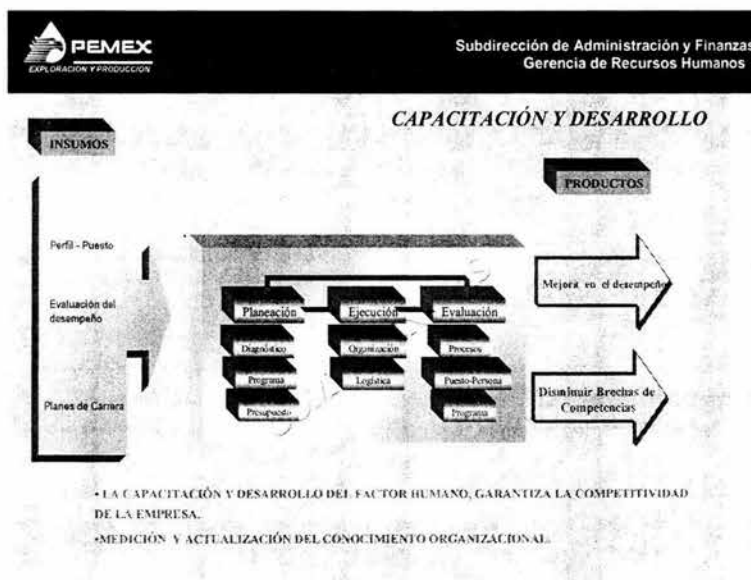 PEMEX
EXPLORACIÓN Y PRODUCCIÓN
Subdirección de Administración y Finanzas
Gerencia de Recursos Humanos
CAPACITACIÓN Y DESARROLLO
INSUMOS
PRODUCTOS
Perfil - Puesto
Evaluación del
desempeño
Planes de Carrera
Planeación
Ejecución
Evaluación
Diagnóstico
Organización
Procesos
Programa
Logística
Puesto-Persona
Presupuesto
Programa
Mejora en el desempeño
Disminuir Brechas de
Competencias
• LA CAPACITACIÓN Y DESARROLLO DEL FACTOR HUMANO, GARANTIZA LA COMPETITIVIDAD
DE LA EMPRESA.
•MEDICIÓN Y ACTUALIZACIÓN DEL CONOCIMIENTO ORGANIZACIONAL.